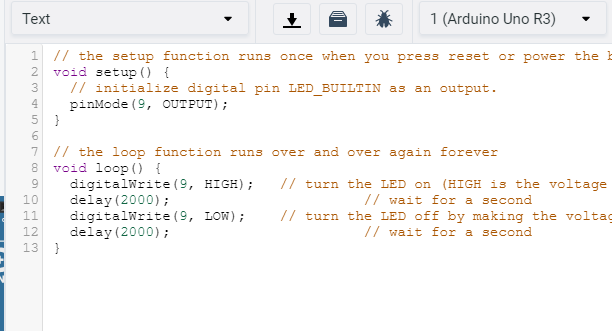 Text 1 (Arduino Uno R3)
1 // the setup function runs once when you press reset or power the
2 void setup() {
3   // initialize digital pin LED_BUILTIN as an output.
4   pinMode(9, OUTPUT);
5 }
6
7 // the loop function runs over and over again forever
8 void loop() {
9   digitalWrite(9, HIGH);   // turn the LED on (HIGH is the voltage
10   delay(2000);                       // wait for a second
11   digitalWrite(9, LOW);    // turn the LED off by making the
12   delay(2000);                       // wait for a second
13 }